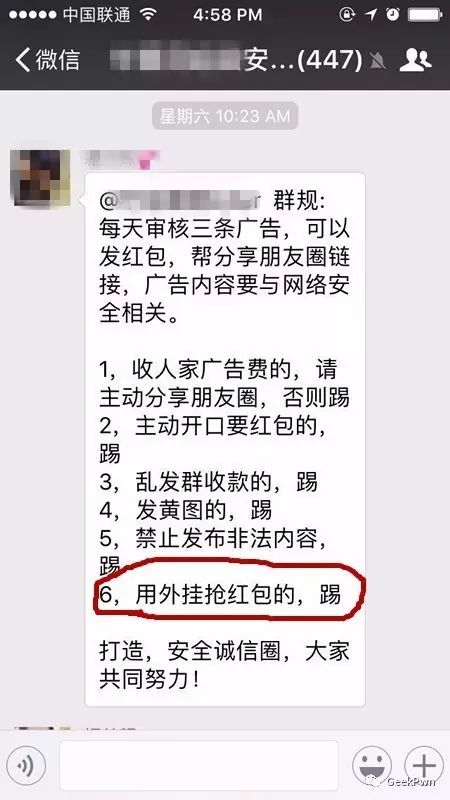 中国联通 4:58 PM
微信 安...(447)
星期六 10:23 AM
@ 群规:
每天审核三条广告，可以
发红包，帮分享朋友圈链
接，广告内容要与网络安
全相关。
1，收人家广告费的，请
主动分享朋友圈，否则踢
2，主动开口要红包的，
踢
3，乱发群收款的，踢
4，发黄图的，踢
5，禁止发布非法内容，
踢
6，用外挂抢红包的，踢
打造，安全诚信圈，大家
共同努力！
GeekPwn